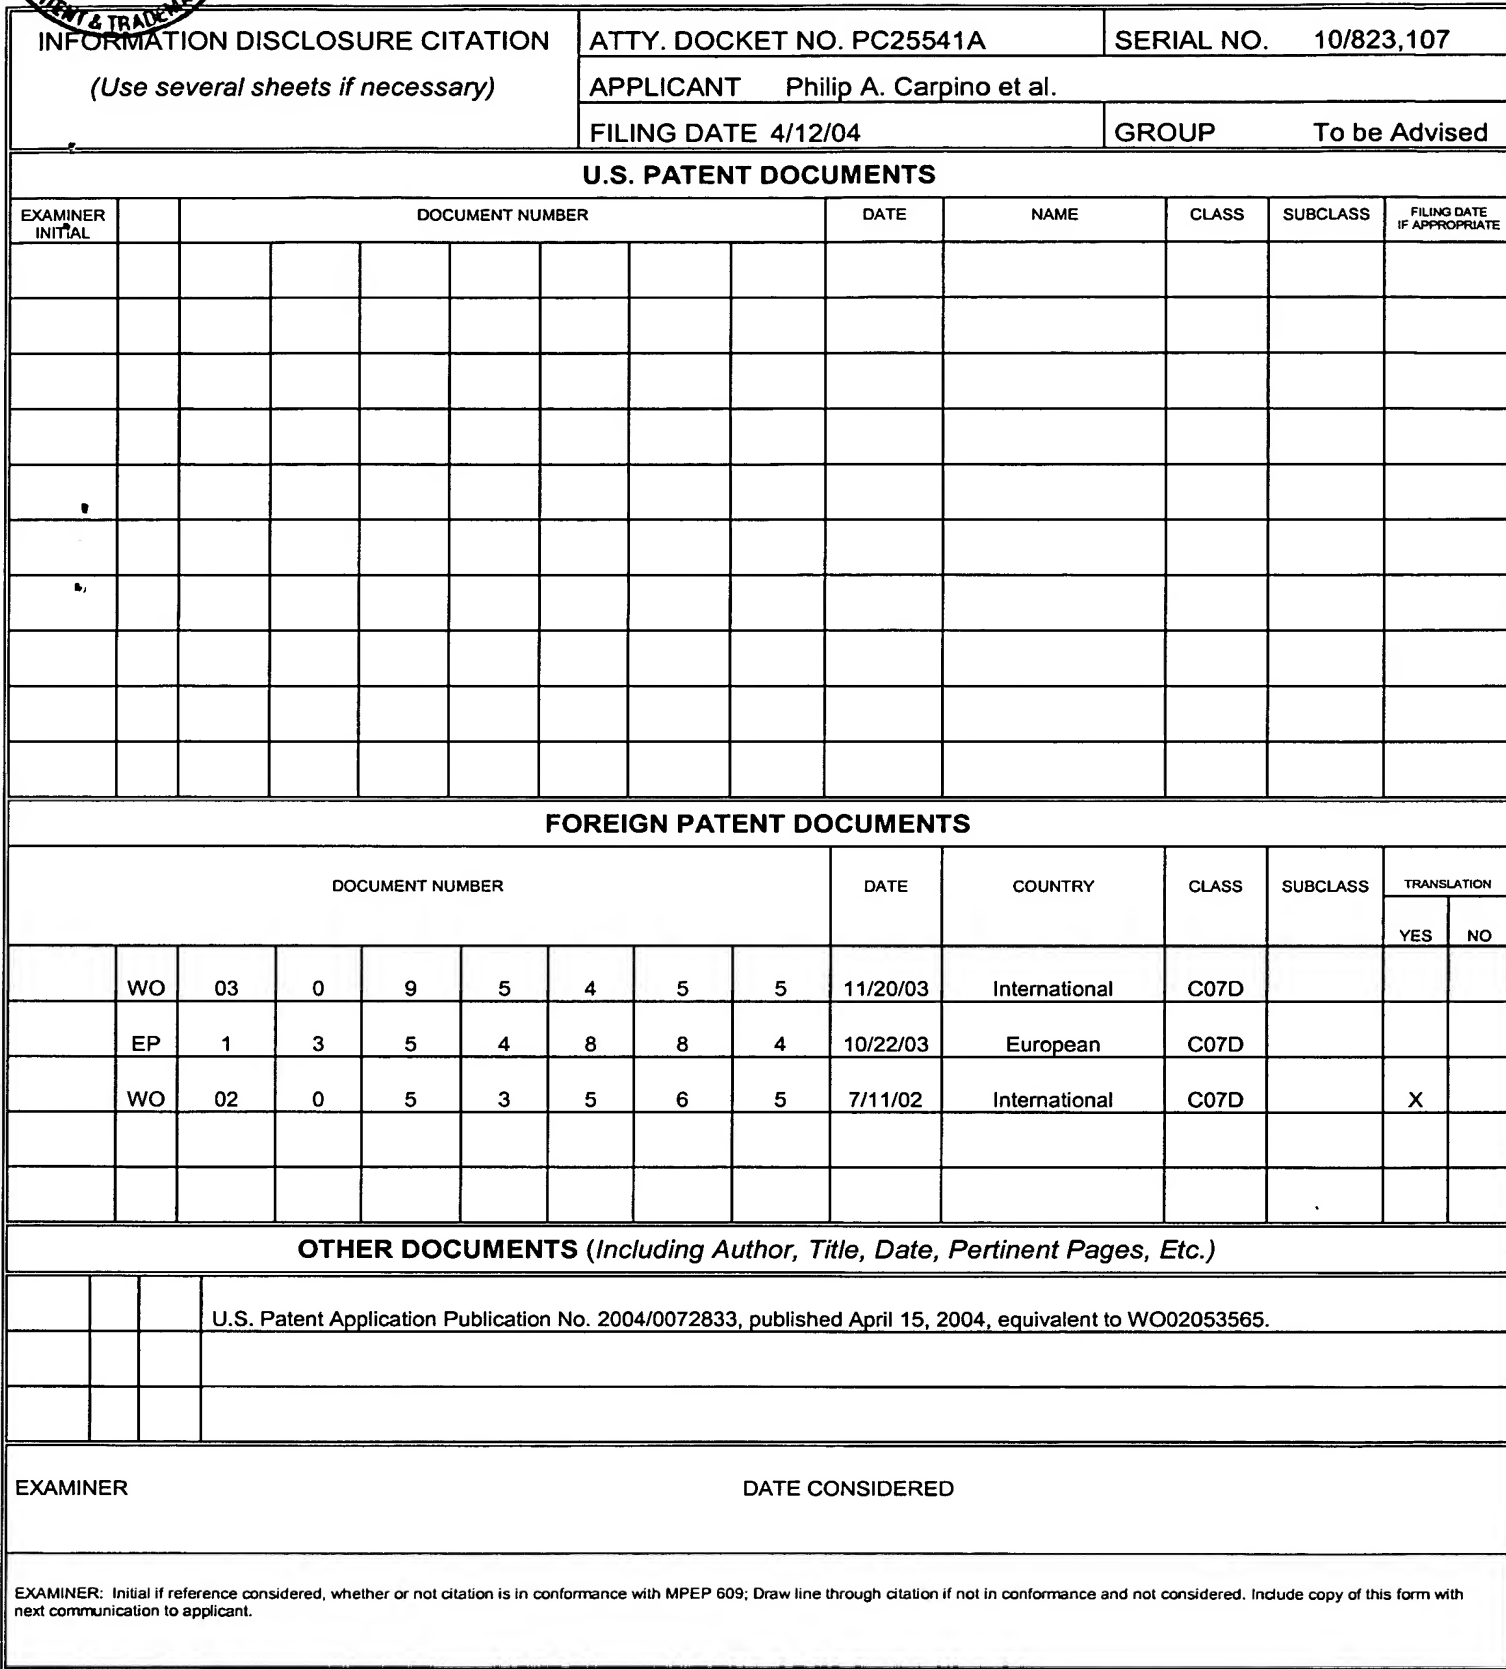 ENT & TRADEM
INFORMATION DISCLOSURE CITATION
(Use several sheets if necessary)
ATTY. DOCKET NO. PC25541A
SERIAL NO. 10/823,107
APPLICANT Philip A. Carpino et al.
FILING DATE 4/12/04
GROUP To be Advised
U.S. PATENT DOCUMENTS
EXAMINER INITIAL DOCUMENT NUMBER DATE NAME CLASS SUBCLASS FILING DATE IF APPROPRIATE
FOREIGN PATENT DOCUMENTS
DOCUMENT NUMBER DATE COUNTRY CLASS SUBCLASS TRANSLATION
YES NO
WO 03 0 9 5 4 5 5 11/20/03 International C07D
EP 1 3 5 4 8 8 4 10/22/03 European C07D
WO 02 0 5 3 5 6 5 7/11/02 International C07D X
OTHER DOCUMENTS (Including Author, Title, Date, Pertinent Pages, Etc.)
U.S. Patent Application Publication No. 2004/0072833, published April 15, 2004, equivalent to WO02053565.
EXAMINER DATE CONSIDERED
EXAMINER: Initial if reference considered, whether or not citation is in conformance with MPEP 609; Draw line through citation if not in conformance and not considered. Include copy of this form with
next communication to applicant.